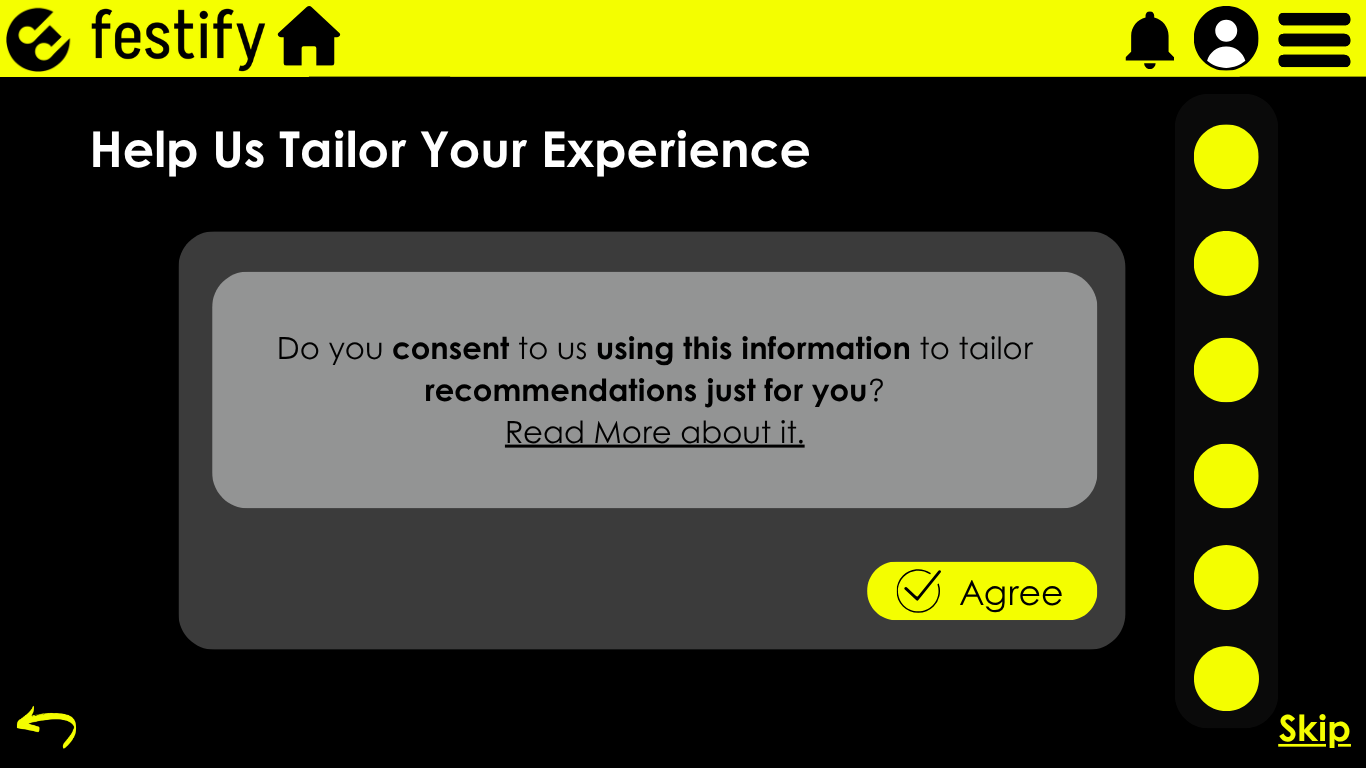 festify
Help Us Tailor Your Experience
Do you consent to us using this information to tailor
recommendations just for you?
Read More about it.
Agree
Skip